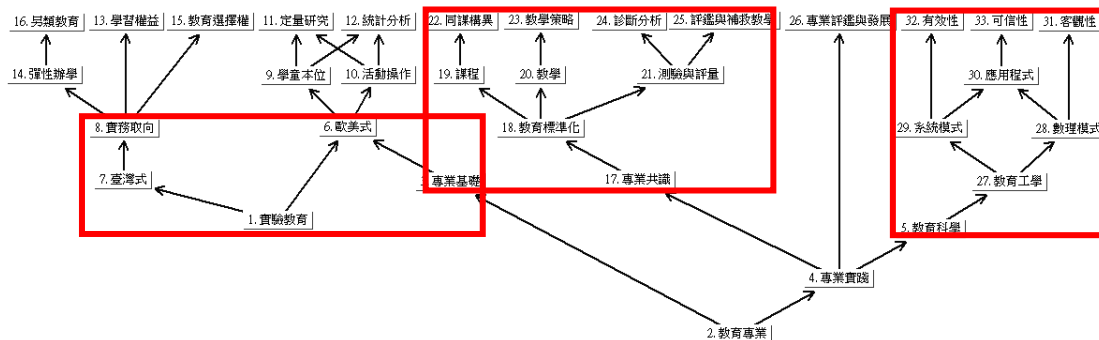 16. 另類教育 13. 學習權益 15. 教育選擇權 11. 定量研究 12. 統計分析 22. 同課構異 23. 教學策略 24. 診斷分析 25. 評鑑與補救教學 26. 專業評鑑與發展 32. 有效性 33. 可信性 31. 客觀性
14. 彈性辦學 9. 學童本位 10. 活動操作 19. 課程 20. 教學 21. 測驗與評量 30. 應用程式
8. 實務取向 6. 歐美式 18. 教育標準化 29. 系統模式 28. 數理模式
7. 臺灣式 專業基礎 17. 專業共識 27. 教育工學
1. 實驗教育 5. 教育科學
4. 專業實踐
2. 教育專業